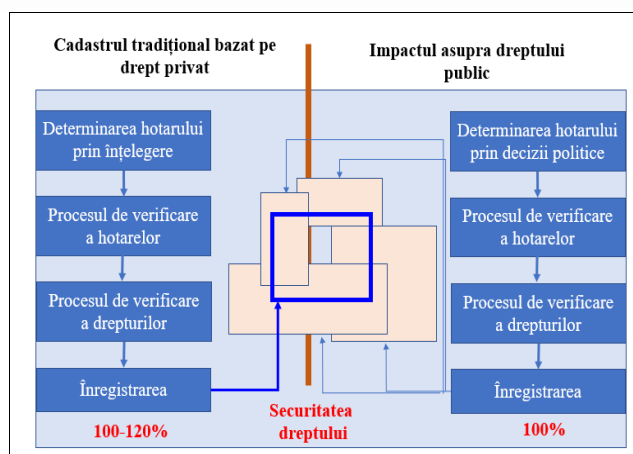 Cadastrul tradițional bazat pe
drept privat
Impactul asupra dreptului
public
Determinarea hotarului
prin înțelegere
Procesul de verificare
a hotarelor
Procesul de verificare
a drepturilor
Înregistrarea
100-120%
Securitatea
dreptului
Determinarea hotarului
prin decizii politice
Procesul de verificare
a hotarelor
Procesul de verificare
a drepturilor
Înregistrarea
100%